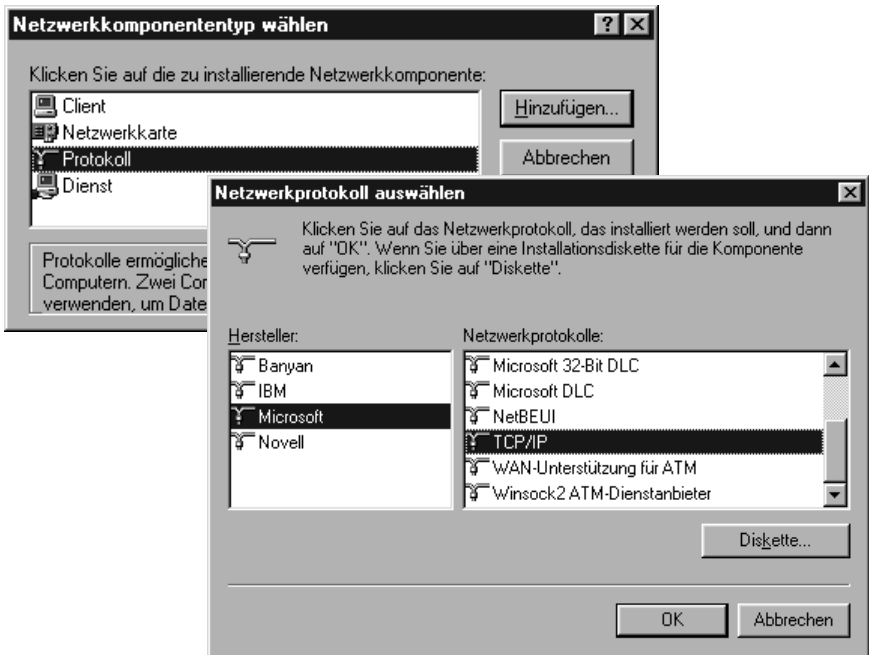 Netzwerkkomponententyp wählen
Klicken Sie auf die zu installierende Netzwerkkomponente:
Client
Netzwerkkarte
Protokoll
Dienst
Hinzufügen...
Abbrechen
Protokolle ermögliche
Computern. Zwei Cor
verwenden, um Date
Netzwerkprotokoll auswählen
Klicken Sie auf das Netzwerkprotokoll, das installiert werden soll, und dann
auf "OK". Wenn Sie über eine Installationsdiskette für die Komponente
verfügen, klicken Sie auf "Diskette".
Hersteller:
Banyan
IBM
Microsoft
Novell
Netzwerkprotokolle:
Microsoft 32-Bit DLC
Microsoft DLC
NetBEUI
TCP/IP
WAN-Unterstützung für ATM
Winsock2 ATM-Dienstanbieter
Diskette...
OK
Abbrechen